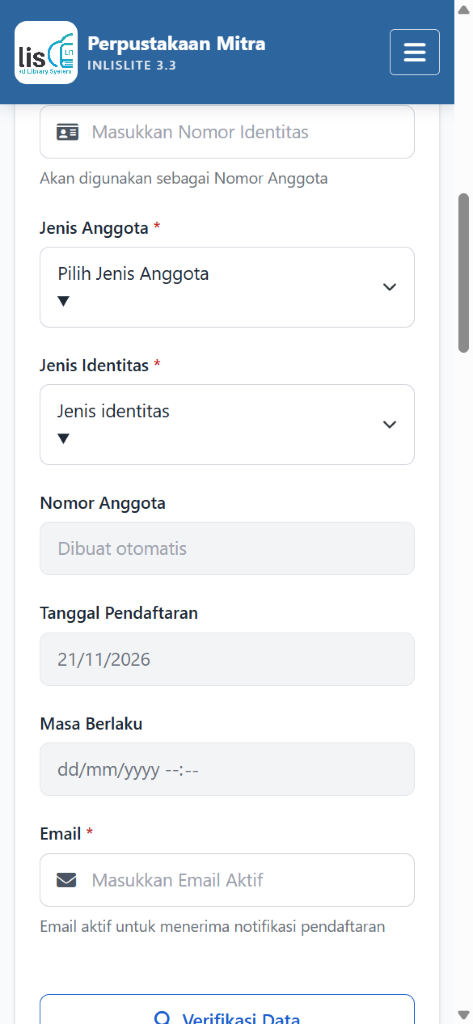 lis
LIT
ed Library System
Perpustakaan Mitra
INLISLITE 3.3
Masukkan Nomor Identitas
Akan digunakan sebagai Nomor Anggota
Jenis Anggota *
Pilih Jenis Anggota
▼
Jenis Identitas *
Jenis identitas
▼
Nomor Anggota
Dibuat otomatis
Tanggal Pendaftaran
21/11/2026
Masa Berlaku
dd/mm/yyyy --:--
Email *
Masukkan Email Aktif
Email aktif untuk menerima notifikasi pendaftaran
Verifikasi Data